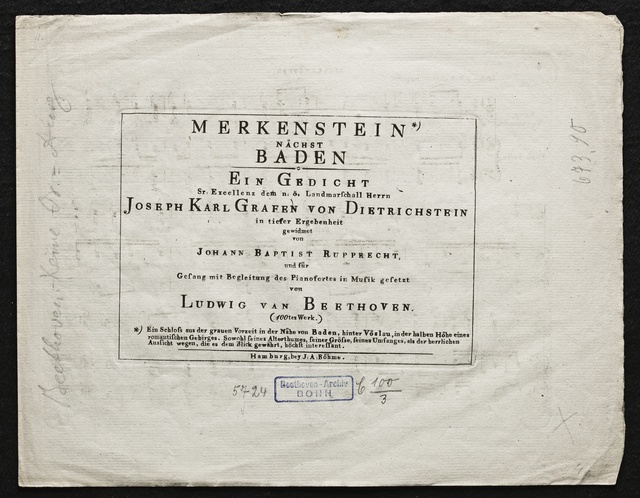 MERKENSTEIN *)
NÄCHST
BADEN
EIN GEDICHT
Sr. Excellenz dem n. ö. Landmarschall Herrn
JOSEPH KARL GRAFEN VON DIETRICHSTEIN
in tiefer Ergebenheit
gewidmet
von
JOHANN BAPTIST RUPPRECHT,
und für
Gesang mit Begleitung des Pianofortes in Musik gesetzt
von
LUDWIG VAN BEETHOVEN.
(100tes Werk.)
*) Ein Schloss aus der grauen Vorzeit in der Nähe von Baden, hinter Vöslau, in der halben Höhe eines
romantischen Gebirges. Sowohl seines Alterthumes, seiner Grösse, seines Umfanges, als der herrlichen
Aussicht wegen, die es dem Blick gewährt, höchst interessant.
Hamburg, bey J. A. Böhme.
5724
Beethoven-Archiv
BONN
C 100
3
673,10
Beethoven